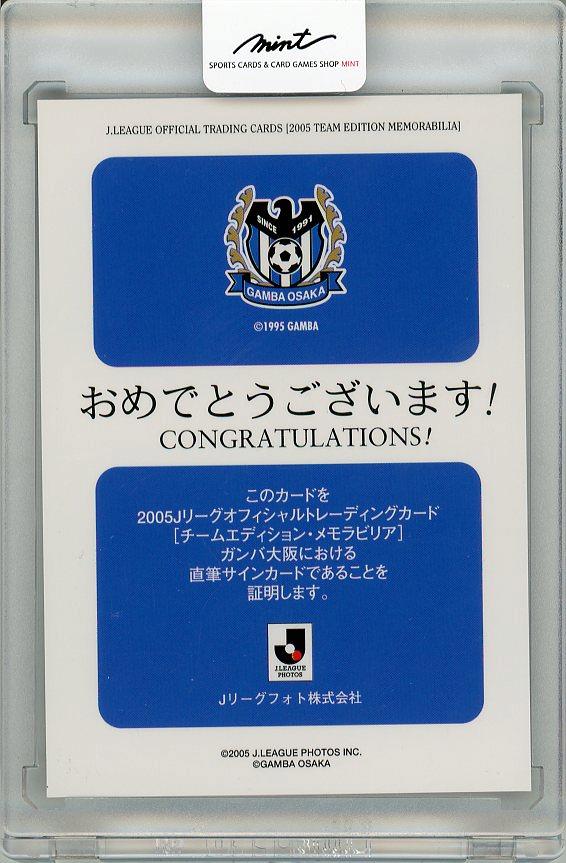 mint
SPORTS CARDS & CARD GAMES SHOP MINT
J.LEAGUE OFFICIAL TRADING CARDS [2005 TEAM EDITION MEMORABILIA]
SINCE 1991
GAMBA OSAKA
©1995 GAMBA
おめでとうございます!
CONGRATULATIONS!
このカードを
2005Jリーグオフィシャルトレーディングカード
[チームエディション・メモラビリア]
ガンバ大阪における
直筆サインカードであることを
証明します。
J.LEAGUE
PHOTOS
Jリーグフォト株式会社
©2005 J.LEAGUE PHOTOS INC.
©GAMBA OSAKA